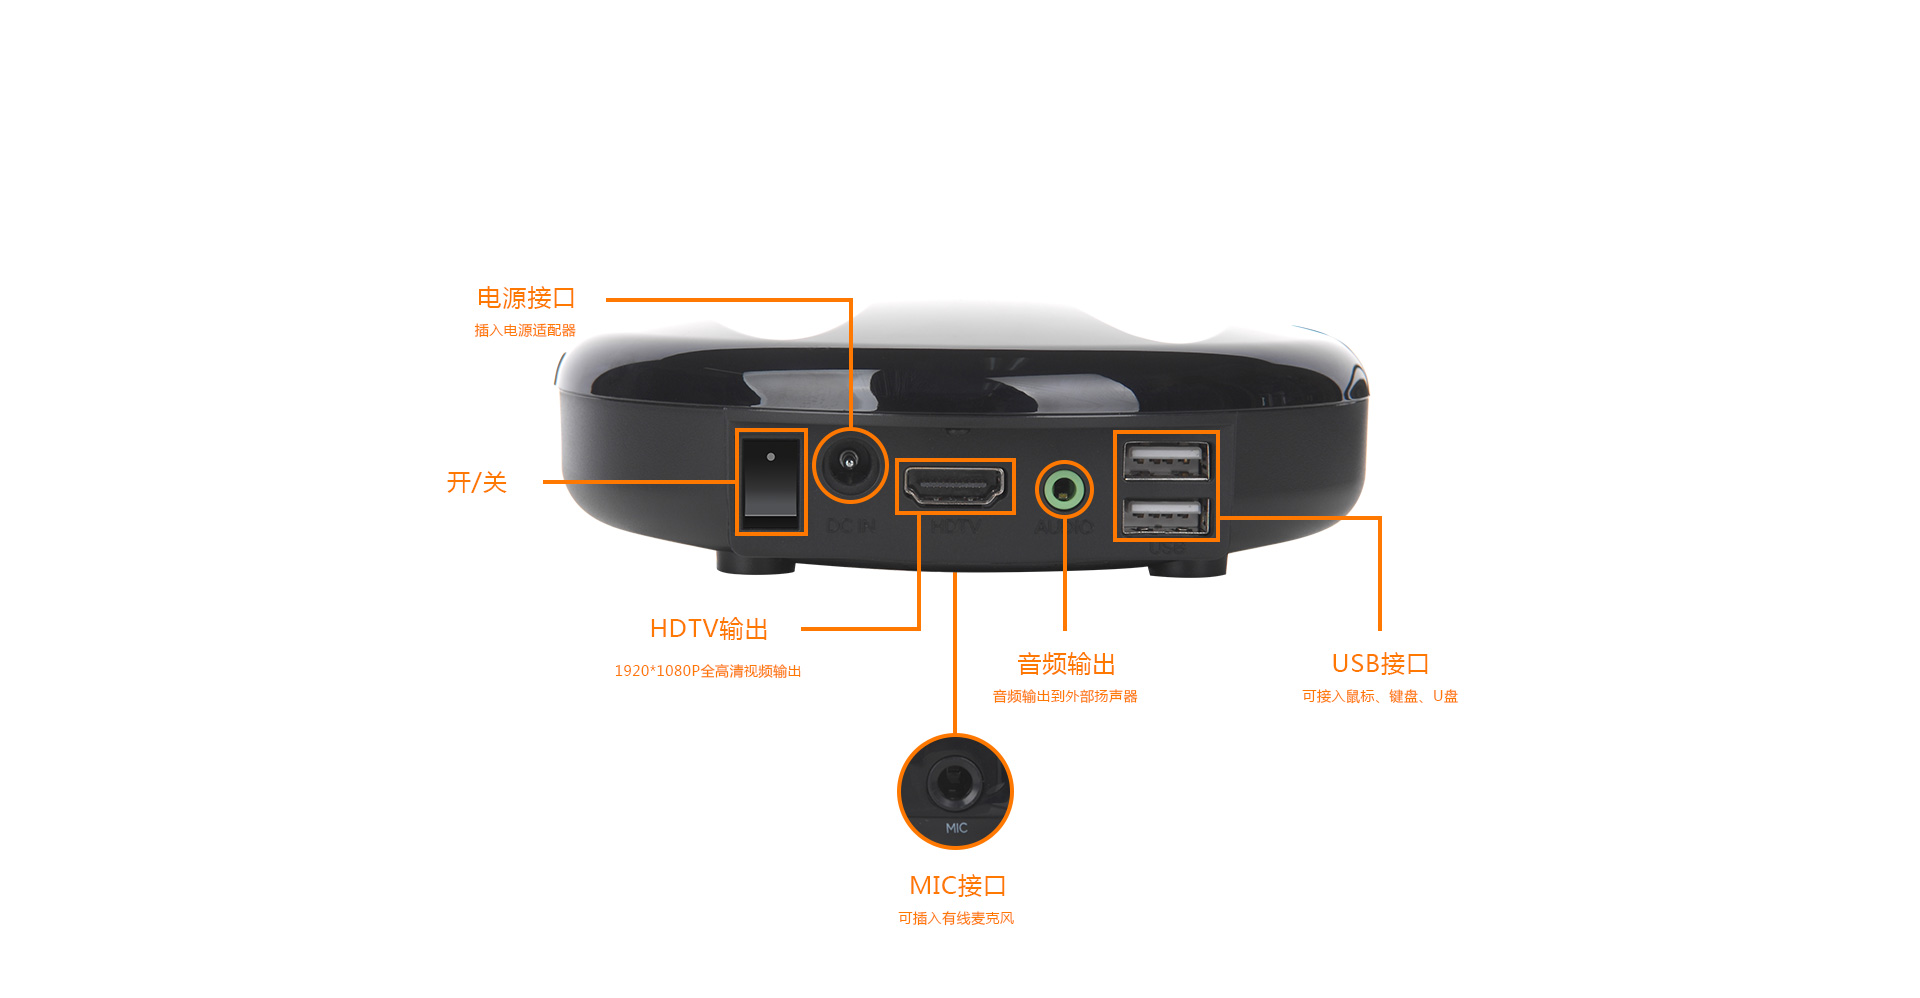 电源接口
插入电源适配器
开/关
DC IN
HDTV
AUDIO
USB
HDTV输出
1920*1080P全高清视频输出
音频输出
音频输出到外部扬声器
USB接口
可接入鼠标、键盘、U盘
MIC
MIC接口
可插入有线麦克风